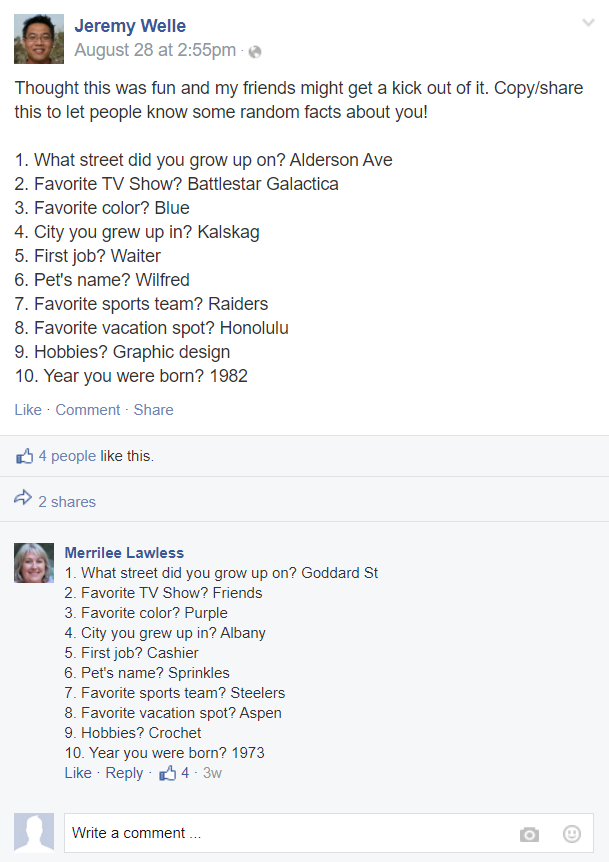 Jeremy Welle
August 28 at 2:55pm ·
Thought this was fun and my friends might get a kick out of it. Copy/share
this to let people know some random facts about you!
1. What street did you grow up on? Alderson Ave
2. Favorite TV Show? Battlestar Galactica
3. Favorite color? Blue
4. City you grew up in? Kalskag
5. First job? Waiter
6. Pet's name? Wilfred
7. Favorite sports team? Raiders
8. Favorite vacation spot? Honolulu
9. Hobbies? Graphic design
10. Year you were born? 1982
Like · Comment · Share
4 people like this.
2 shares
Merrilee Lawless
1. What street did you grow up on? Goddard St
2. Favorite TV Show? Friends
3. Favorite color? Purple
4. City you grew up in? Albany
5. First job? Cashier
6. Pet's name? Sprinkles
7. Favorite sports team? Steelers
8. Favorite vacation spot? Aspen
9. Hobbies? Crochet
10. Year you were born? 1973
Like · Reply · 4 · 3w
Write a comment ...